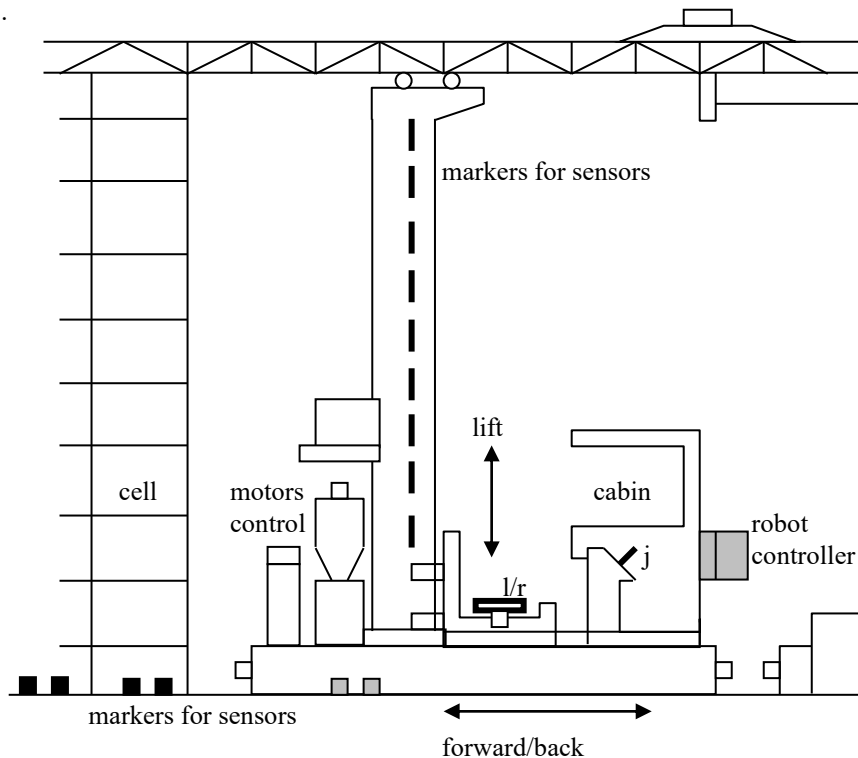 .
markers for sensors
lift
cell
motors
control
cabin
robot
controller
j
l/r
markers for sensors
forward/back